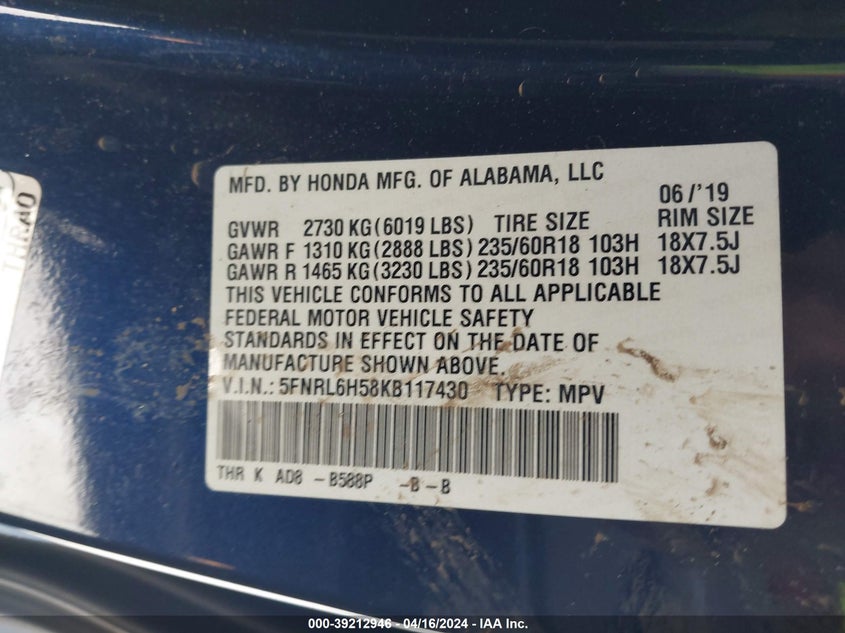 MFD. BY HONDA MFG. OF ALABAMA, LLC
06/'19
GVWR 2730 KG(6019 LBS) TIRE SIZE RIM SIZE
GAWR F 1310 KG(2888 LBS) 235/60R18 103H 18X7.5J
GAWR R 1465 KG(3230 LBS) 235/60R18 103H 18X7.5J
THIS VEHICLE CONFORMS TO ALL APPLICABLE
FEDERAL MOTOR VEHICLE SAFETY
STANDARDS IN EFFECT ON THE DATE OF
MANUFACTURE SHOWN ABOVE.
V.I.N.: 5FNRL6H58KB117430 TYPE: MPV
THR K AD8 -B588P -B-B
THRA0
000-39212946 - 04/16/2024 - IAA Inc.